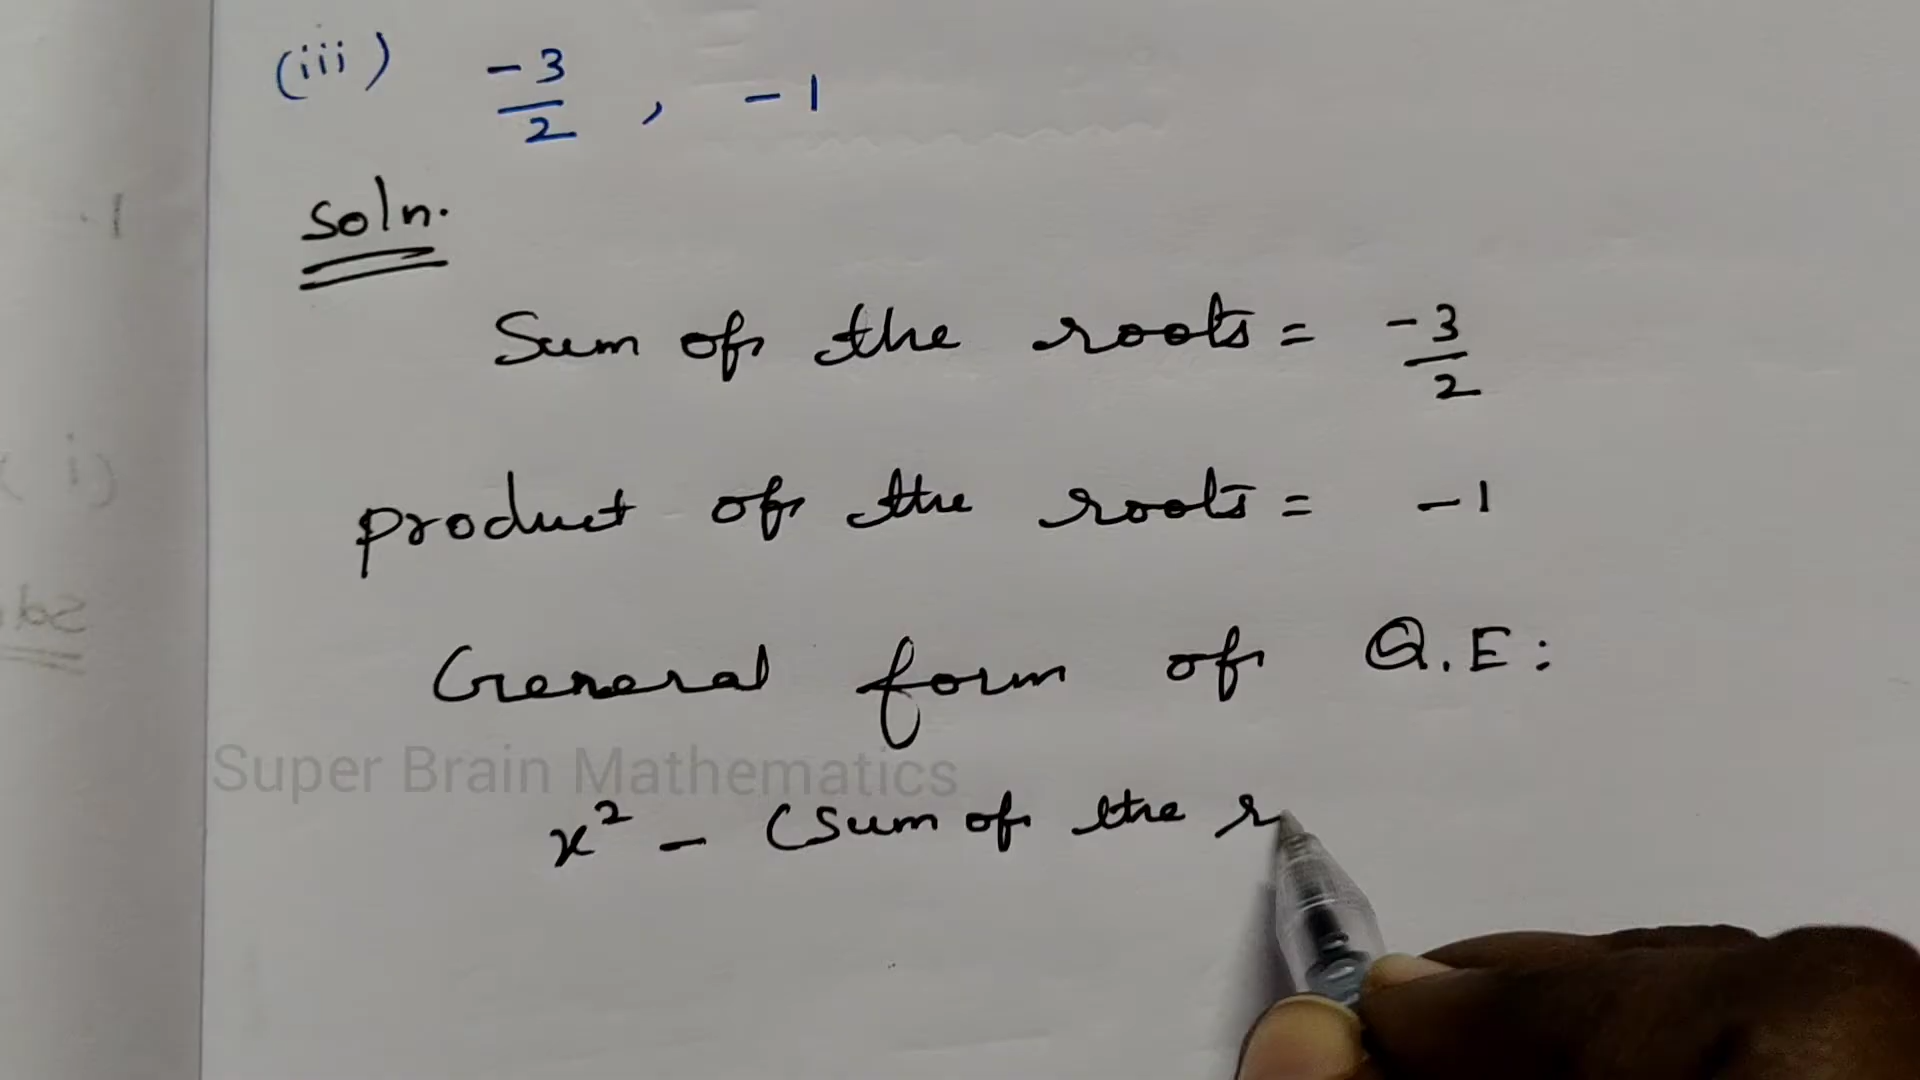 (iii) -3/2 , -1
Soln.
Sum of the roots = -3/2
product of the roots = -1
General form of Q.E:
Super Brain Mathematics
x² - (Sum of the r